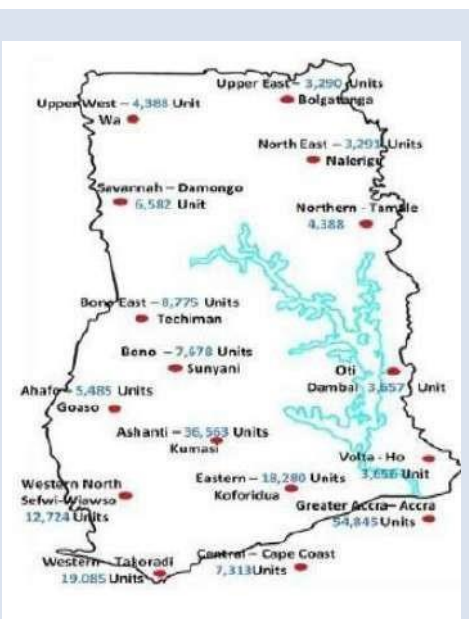 Upper East – 3,290 Units
Bolgatanga
Upper West – 4,388 Unit
Wa
North East – 3,291 Units
Nalerigu
Savannah – Damongo
6,582 Unit
Northern - Tamale
4,388
Bono East – 8,775 Units
Techiman
Bono – 7,678 Units
Sunyani
Oti
Dambai 3,657 Unit
Ahafo – 5,485 Units
Goaso
Ashanti – 36,563 Units
Kumasi
Volta - Ho
3,656 Unit
Eastern – 18,280 Units
Koforidua
Western North
Sefwi-Wiawso
12,724 Units
Greater Accra– Accra
54,845 Units
Western – Takoradi
19.085 Units
Central – Cape Coast
7,313Units